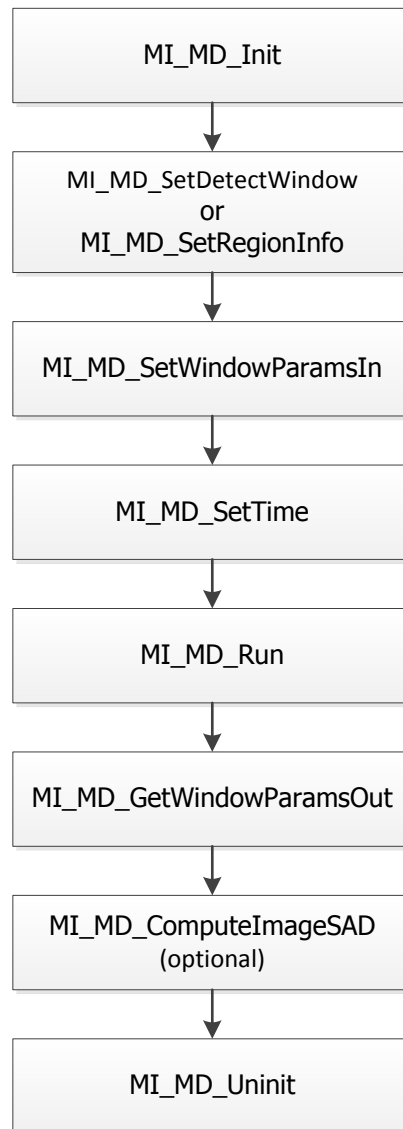 MI_MD_Init
MI_MD_SetDetectWindow
or
MI_MD_SetRegionInfo
MI_MD_SetWindowParamsIn
MI_MD_SetTime
MI_MD_Run
MI_MD_GetWindowParamsOut
MI_MD_ComputeImageSAD
(optional)
MI_MD_Uninit